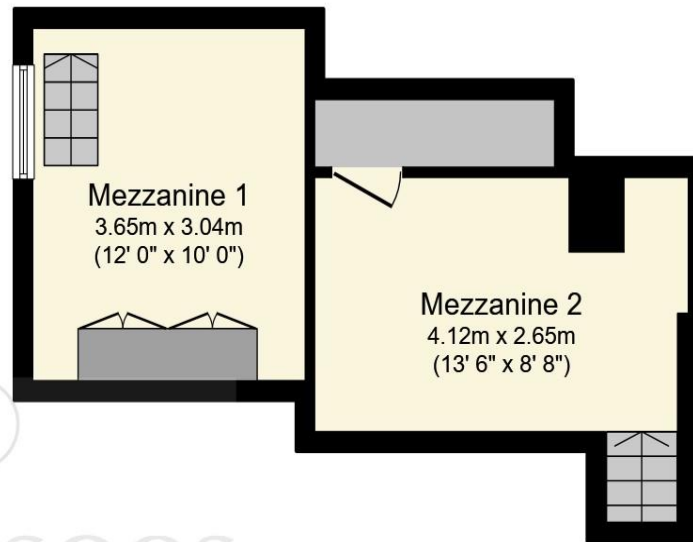 Mezzanine 1
3.65m x 3.04m
(12' 0" x 10' 0")
Mezzanine 2
4.12m x 2.65m
(13' 6" x 8' 8")